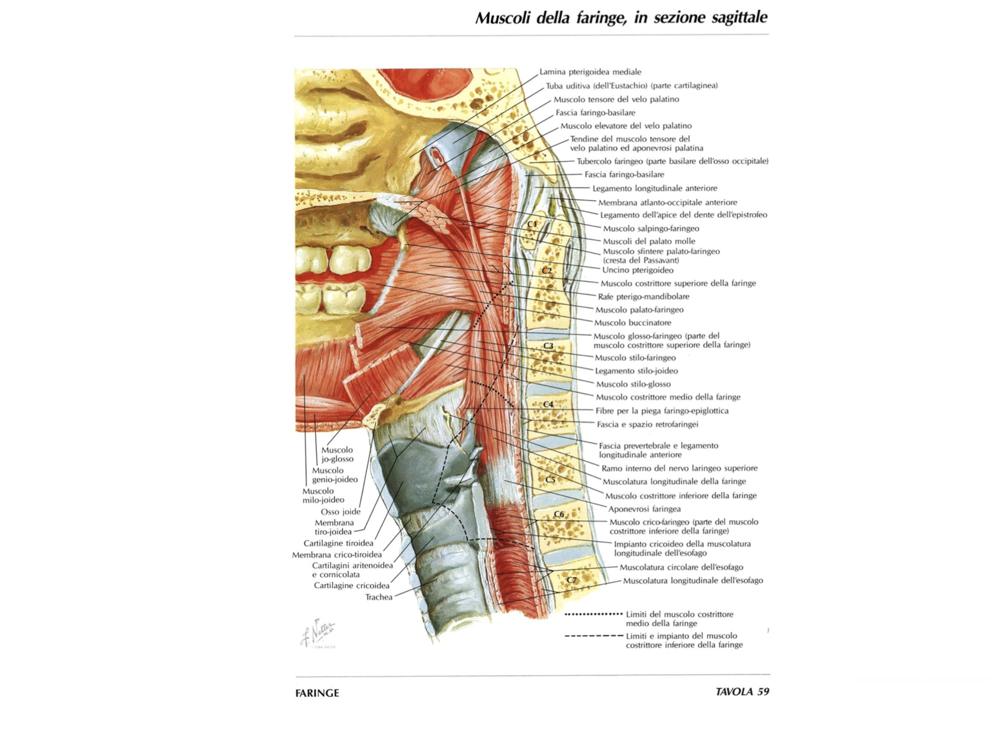 Muscoli della faringe, in sezione sagittale
Lamina pterigoidea mediale
Tuba uditiva (dell'Eustachio) (parte cartilaginea)
Muscolo tensore del velo palatino
Fascia faringo-basilare
Muscolo elevatore del velo palatino
Tendine del muscolo tensore del
velo palatino ed aponevrosi palatina
Tubercolo faringeo (parte basilare dell'osso occipitale)
Fascia faringo-basilare
Legamento longitudinale anteriore
Membrana atlanto-occipitale anteriore
Legamento dell'apice del dente dell'epistrofeo
Muscolo salpingo-faringeo
Muscoli del palato molle
Muscolo sfintere palato-faringeo
(cresta del Passavant)
Uncino pterigoideo
Muscolo costrittore superiore della faringe
Rafe pterigo-mandibolare
Muscolo palato-faringeo
Muscolo buccinatore
Muscolo glosso-faringeo (parte del
muscolo costrittore superiore della faringe)
Muscolo stilo-faringeo
Legamento stilo-joideo
Muscolo stilo-glosso
Muscolo costrittore medio della faringe
Fibre per la piega faringo-epiglottica
Fascia e spazio retrofaringei
Fascia prevertebrale e legamento
longitudinale anteriore
Ramo interno del nervo laringeo superiore
Muscolatura longitudinale della faringe
Muscolo costrittore inferiore della faringe
Aponevrosi faringea
Muscolo crico-faringeo (parte del muscolo
costrittore inferiore della faringe)
Impianto cricoideo della muscolatura
longitudinale dell'esofago
Muscolatura circolare dell'esofago
Muscolatura longitudinale dell'esofago
C1
C2
C3
C4
C5
C6
C7
Muscolo
jo-glosso
Muscolo
genio-joideo
Muscolo
milo-joideo
Osso joide
Membrana
tiro-joidea
Cartilagine tiroidea
Membrana crico-tiroidea
Cartilagini aritenoidea
e cornicolata
Cartilagine cricoidea
Trachea
Limiti del muscolo costrittore
medio della faringe
Limiti e impianto del muscolo
costrittore inferiore della faringe
F. Netter
M.D.
CIBA-GEIGY
FARINGE
TAVOLA 59